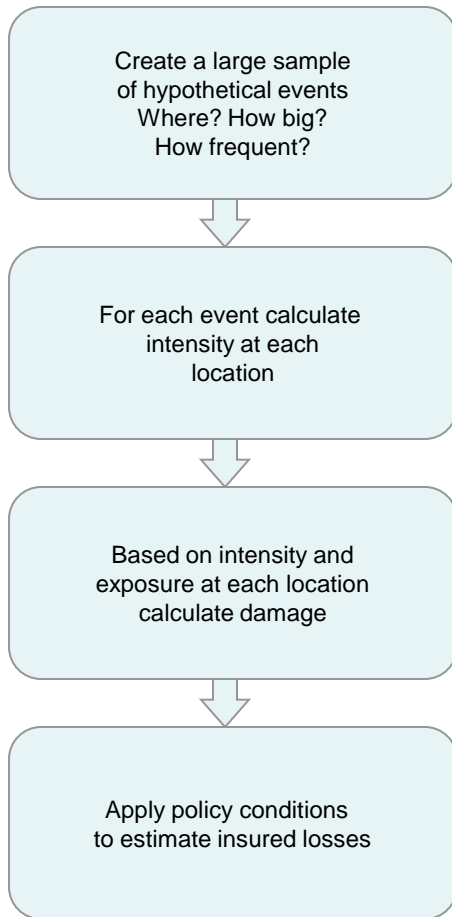 Create a large sample
of hypothetical events
Where? How big?
How frequent?
For each event calculate
intensity at each
location
Based on intensity and
exposure at each location
calculate damage
Apply policy conditions
to estimate insured losses